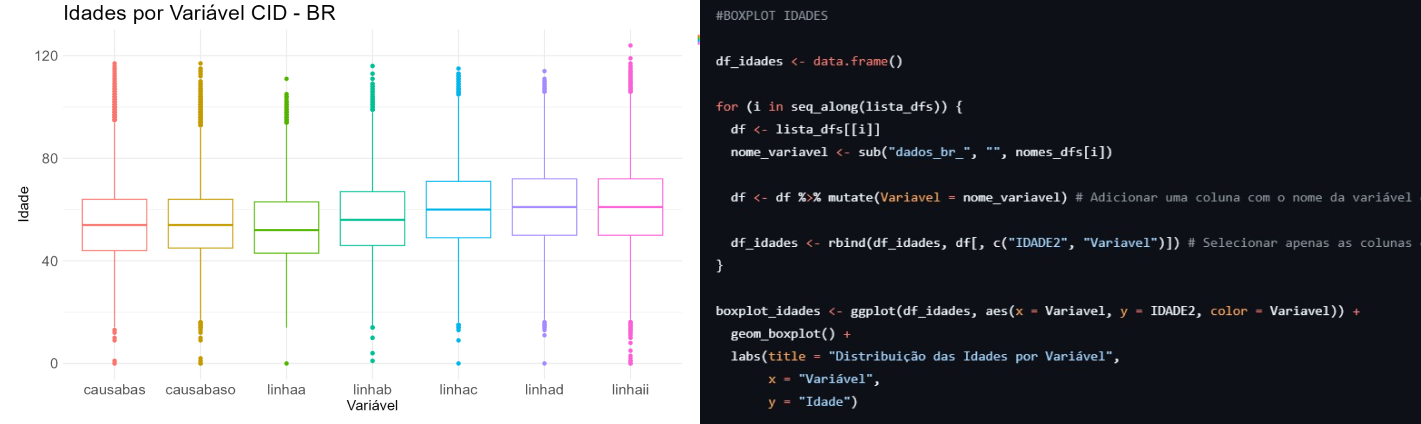 Idades por Variável CID - BR
120
80
40
0
Idade
causabas
causabaso
linhaa
linhab
linhac
linhad
linhaii
Variável
#BOXPLOT IDADES
df_idades <- data.frame()
for (i in seq_along(lista_dfs)) {
  df <- lista_dfs[[i]]
  nome_variavel <- sub("dados_br_", "", nomes_dfs[i])
  df <- df %>% mutate(Variavel = nome_variavel) # Adicionar uma coluna com o nome da variável
  df_idades <- rbind(df_idades, df[, c("IDADE2", "Variavel")]) # Selecionar apenas as colunas
}
boxplot_idades <- ggplot(df_idades, aes(x = Variavel, y = IDADE2, color = Variavel)) +
  geom_boxplot() +
  labs(title = "Distribuição das Idades por Variável",
       x = "Variável",
       y = "Idade")